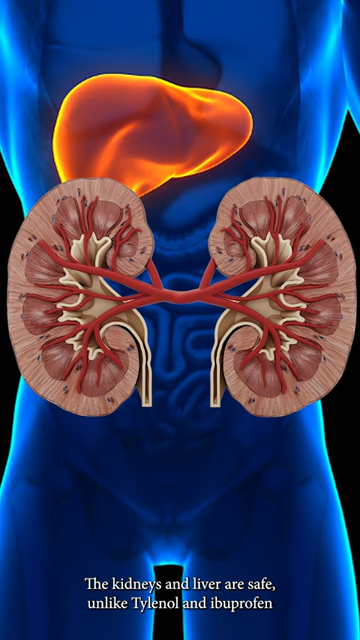 The kidneys and liver are safe,
unlike Tylenol and ibuprofen